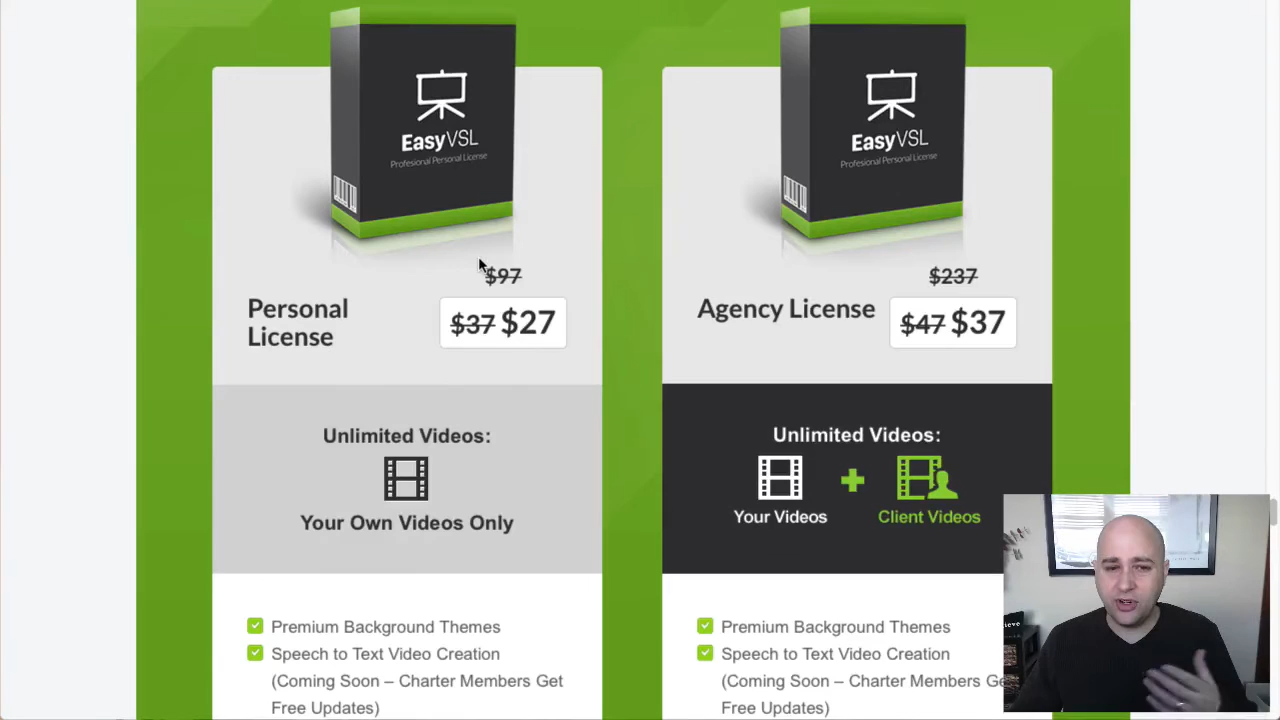 EasyVSL
Profesional Personal License
$97
Personal
License
$37 $27
Unlimited Videos:
Your Own Videos Only
Premium Background Themes
Speech to Text Video Creation
(Coming Soon – Charter Members Get
Free Updates)
EasyVSL
Profesional Personal License
$237
Agency License
$47 $37
Unlimited Videos:
Your Videos
Client Videos
Premium Background Themes
Speech to Text Video Creation
(Coming Soon – Charter Members Ge
Free Updates)